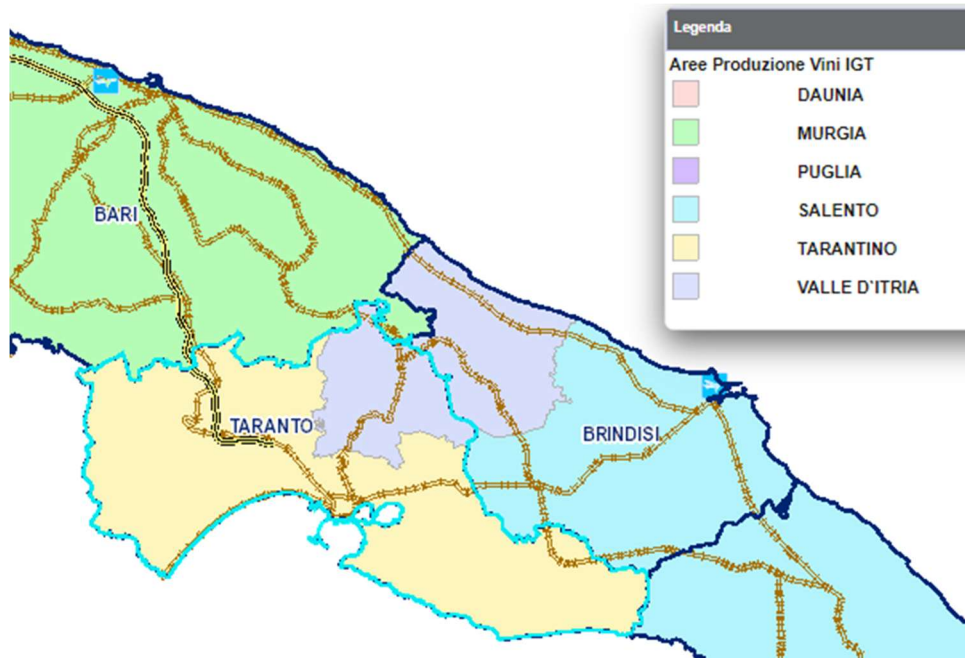 Legenda
Aree Produzione Vini IGT
DAUNIA
MURGIA
PUGLIA
SALENTO
TARANTINO
VALLE D`ITRIA
BARI
TARANTO
BRINDISI